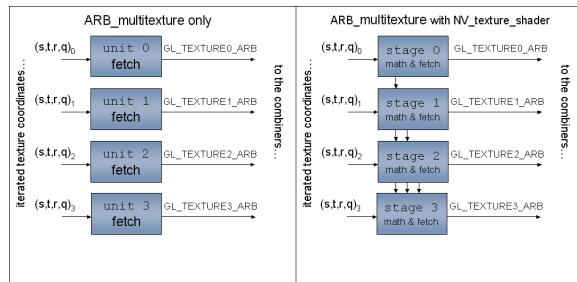 ARB_multitexture only
iterated texture coordinates...
(s,t,r,q)0
unit 0
fetch
GL_TEXTURE0_ARB
(s,t,r,q)1
unit 1
fetch
GL_TEXTURE1_ARB
(s,t,r,q)2
unit 2
fetch
GL_TEXTURE2_ARB
(s,t,r,q)3
unit 3
fetch
GL_TEXTURE3_ARB
to the combiners...
ARB_multitexture with NV_texture_shader
iterated texture coordinates...
(s,t,r,q)0
stage 0
math & fetch
GL_TEXTURE0_ARB
(s,t,r,q)1
stage 1
math & fetch
GL_TEXTURE1_ARB
(s,t,r,q)2
stage 2
math & fetch
GL_TEXTURE2_ARB
(s,t,r,q)3
stage 3
math & fetch
GL_TEXTURE3_ARB
to the combiners...